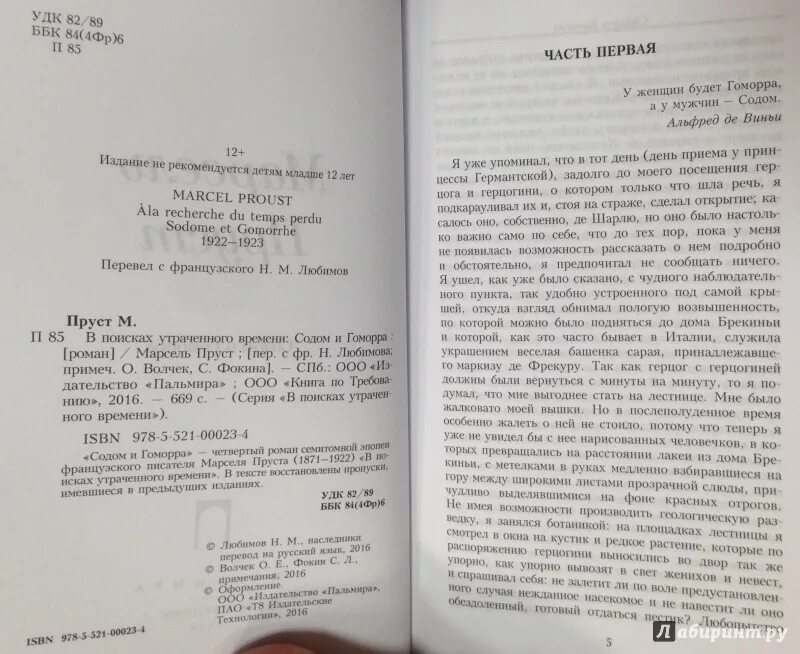 УДК 82/89
ББК 84(4Фр)6
П 85
12+
Издание не рекомендуется детям младше 12 лет
MARCEL PROUST
Àla recherche du temps perdu
Sodome et Gomorrhe
1922—1923
Перевел с французского Н. М. Любимов
Пруст М.
П 85 В поисках утраченного времени: Содом и Гоморра :
[роман] / Марсель Пруст ; [пер. с фр. Н. Любимова;
примеч. О. Волчек, С. Фокина]. — СПб.: ООО «Из-
дательство «Пальмира» ; ООО «Книга по Требова-
нию», 2016. — 669 с. — (Серия «В поисках утрачен-
ного времени»).
ISBN 978-5-521-00023-4
«Содом и Гоморра» — четвертый роман семитомной эпопеи
французского писателя Марселя Пруста (1871—1922) «В по-
исках утраченного времени». В тексте восстановлены пропуски,
имевшиеся в предыдущих изданиях.
УДК 82/89
ББК 84(4Фр)6
© Любимов Н. М., наследники
перевод на русский язык, 2016
© Волчек О. Е., Фокин С. Л.,
примечания, 2016
© Оформление.
ООО «Издательство «Пальмира»,
ПАО «Т8 Издательские
Технологии», 2016
ISBN 978-5-521-00023-4
ЧАСТЬ ПЕРВАЯ
У женщин будет Гоморра,
а у мужчин — Содом.
Альфред де Виньи
Я уже упоминал, что в тот день (день приема у прин-
цессы Германтской), задолго до моего посещения гер-
цога и герцогини, о котором только что шла речь, я
подкарауливал их и, стоя на страже, сделал открытие; ка-
салось оно, собственно, де Шарлю, но оно было настоль-
ко важно само по себе, что до тех пор, пока у меня
не появилась возможность рассказать о нем подробно
и обстоятельно, я предпочитал не сообщать ничего.
Я ушел, как уже было сказано, с чудного наблюдатель-
ного пункта, так удобно устроенного под самой кры-
шей, откуда взгляд обнимал пологую возвышенность,
по которой можно было подняться до дома Брекиньи
и которой, как это часто бывает в Италии, служила
украшением веселая башенка сарая, принадлежавше-
го маркизу де Фрекуру. Так как герцог с герцогиней
должны были вернуться с минуты на минуту, то я по-
думал, что мне выгоднее стать на лестнице. Мне было
жалковато моей вышки. Но в послеполуденное время
особенно жалеть о ней не стоило, потому что теперь я
уже не увидел бы с нее нарисованных человечков, в ко-
торых превращались на расстоянии лакеи из дома Бре-
киньи, с метелками в руках медленно взбиравшиеся на
гору между широкими листами прозрачной слюды, при-
чудливо выделявшимися на фоне красных отрогов.
Не имея возможности производить геологическую раз-
ведку, я занялся ботаникой: на площадках лестницы я
смотрел в окна на кустик и редкое растение, которые по
распоряжению герцогини выносились во двор так же
упорно, как упорно вывозят в свет женихов и невест,
и спрашивал себя: не залетит ли по воле предустановлен-
ного случая нежданное насекомое и не навестит ли оно
обездоленный, готовый отдаться пестик? Любопытство
5
Лабиринт.ру